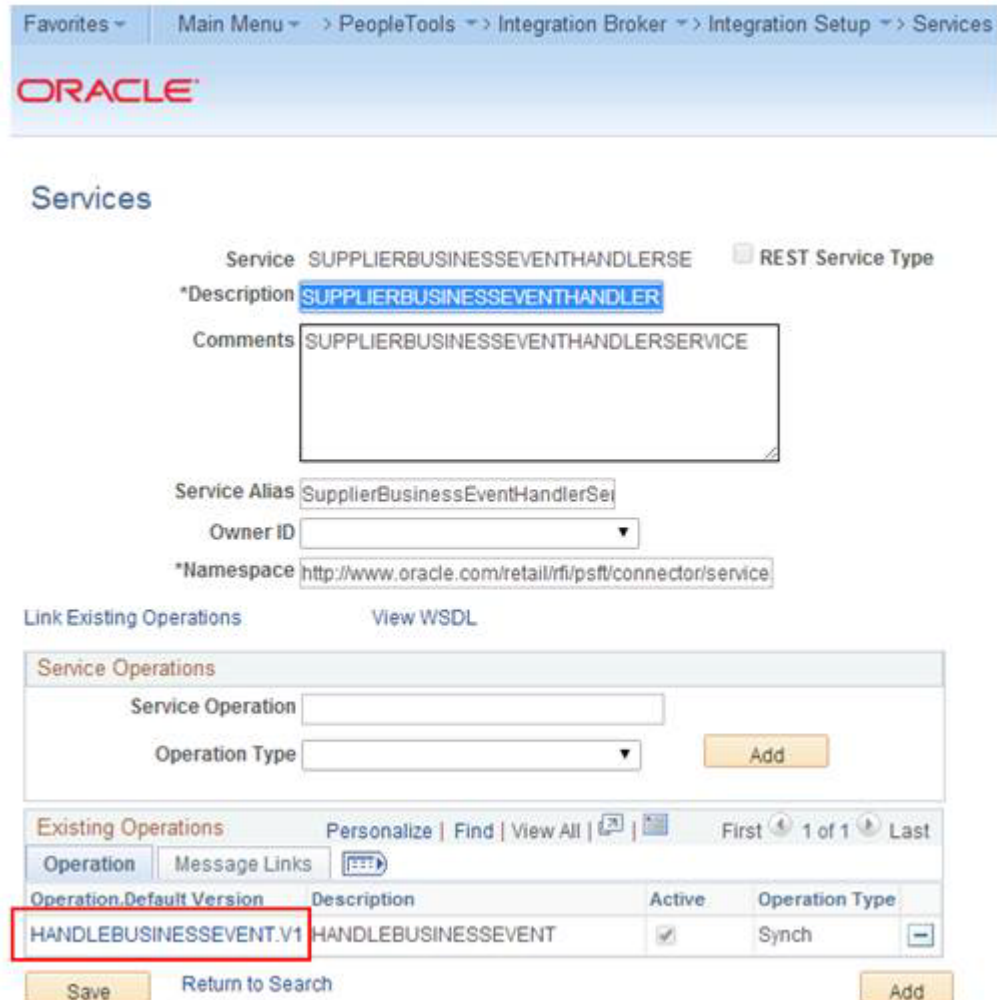 Favorites Main Menu > PeopleTools > Integration Broker > Integration Setup > Services
ORACLE
Services
Service SUPPLIERBUSINESSEVENTHANDLERSE REST Service Type
*Description SUPPLIERBUSINESSEVENTHANDLER
Comments SUPPLIERBUSINESSEVENTHANDLERSERVICE
Service Alias SupplierBusinessEventHandlerSer
Owner ID
*Namespace http://www.oracle.com/retail/rfi/psft/connector/service
Link Existing Operations View WSDL
Service Operations
Service Operation
Operation Type Add
Existing Operations Personalize | Find | View All | | First 1 of 1 Last
Operation Message Links
Operation.Default Version Description Active Operation Type
HANDLEBUSINESSEVENT.V1 HANDLEBUSINESSEVENT Synch
Save Return to Search Add